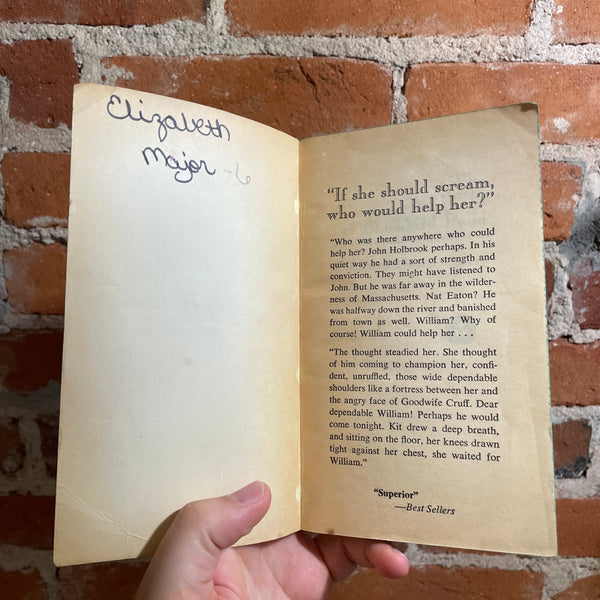 Elizabeth
Major - 6
"If she should scream,
who would help her?"
"Who was there anywhere who could
help her? John Holbrook perhaps. In his
quiet way he had a sort of strength and
conviction. They might have listened to
John. But he was far away in the wilder-
ness of Massachusetts. Nat Eaton? He
was halfway down the river and banished
from town as well. William? Why of
course! William could help her . . .
"The thought steadied her. She thought
of him coming to champion her, confi-
dent, unruffled, those wide dependable
shoulders like a fortress between her and
the angry face of Goodwife Cruff. Dear
dependable William! Perhaps he would
come tonight. Kit drew a deep breath,
and sitting on the floor, her knees drawn
tight against her chest, she waited for
William."
"Superior"
—Best Sellers